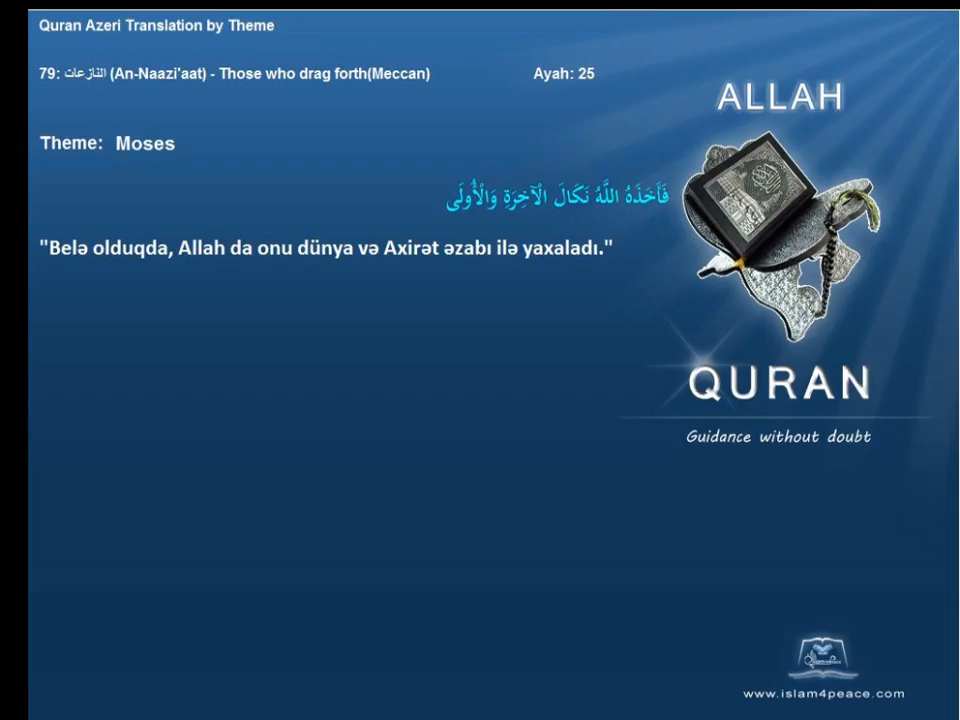 Quran Azeri Translation by Theme
79: النازعات (An-Naazi'aat) - Those who drag forth(Meccan) Ayah: 25
Theme: Moses
فَأَخَذَهُ اللَّهُ نَكَالَ الْآخِرَةِ وَالْأُولَى
"Belə olduqda, Allah da onu dünya və Axirət əzabı ilə yaxaladı."
ALLAH
QURAN
Guidance without doubt
www.islam4peace.com